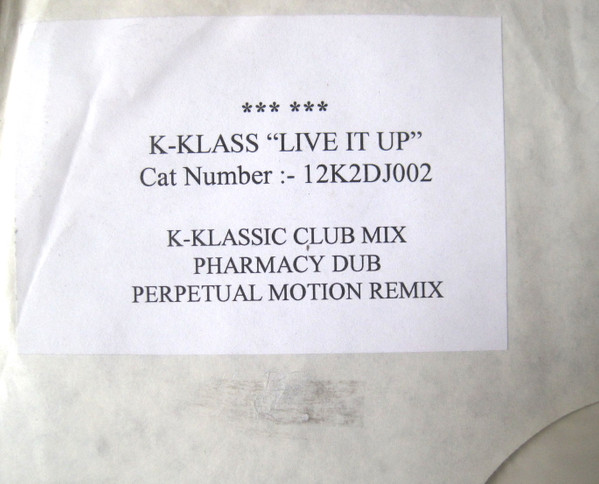 *** ***
K-KLASS “LIVE IT UP”
Cat Number :- 12K2DJ002
K-KLASSIC CLUB MIX
PHARMACY DUB
PERPETUAL MOTION REMIX